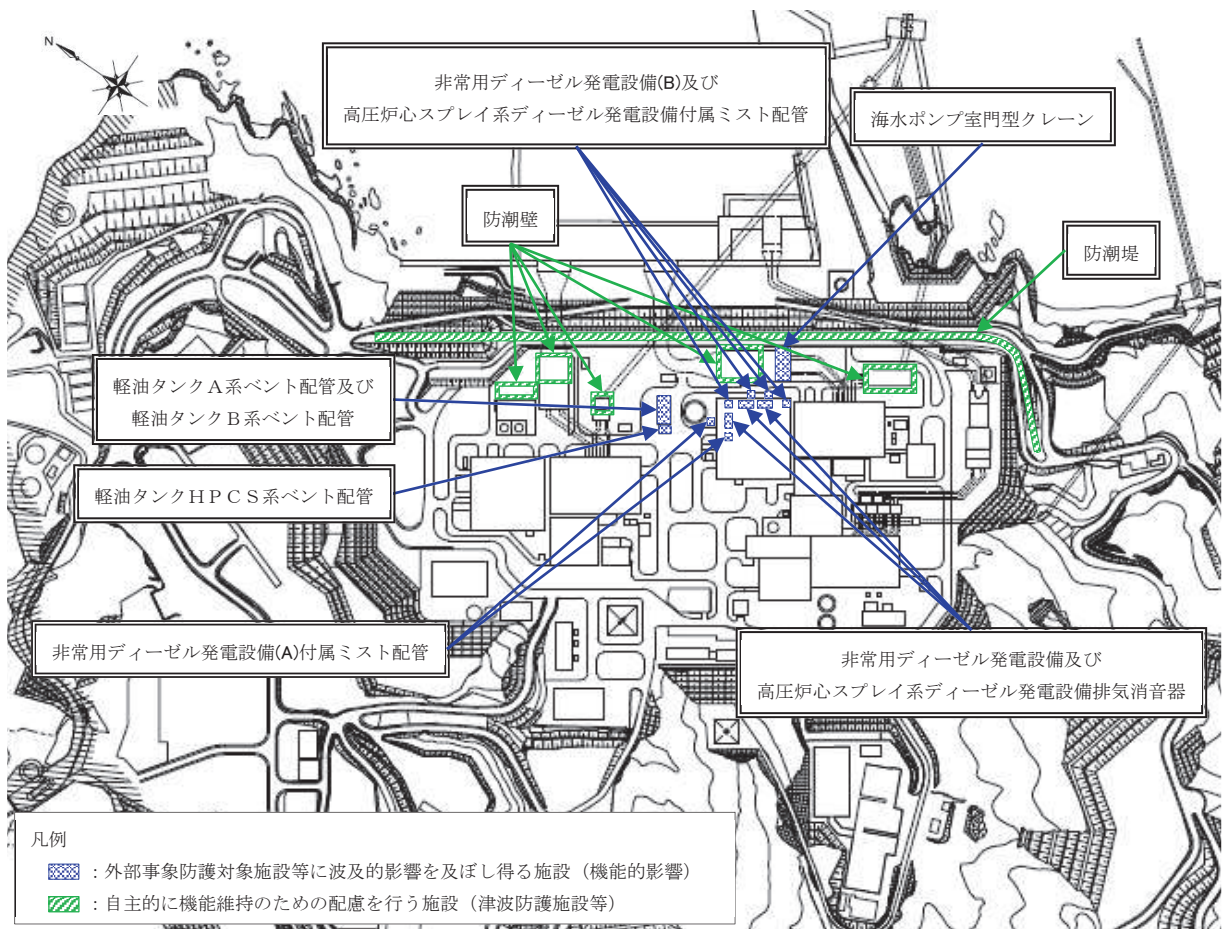 N
非常用ディーゼル発電設備(B)及び
高圧炉心スプレイ系ディーゼル発電設備付属ミスト配管
海水ポンプ室門型クレーン
防潮壁
防潮堤
軽油タンクA系ベント配管及び
軽油タンクB系ベント配管
軽油タンクHPCS系ベント配管
非常用ディーゼル発電設備(A)付属ミスト配管
非常用ディーゼル発電設備及び
高圧炉心スプレイ系ディーゼル発電設備排気消音器
凡例
：外部事象防護対象施設等に波及的影響を及ぼし得る施設（機能的影響）
：自主的に機能維持のための配慮を行う施設（津波防護施設等）